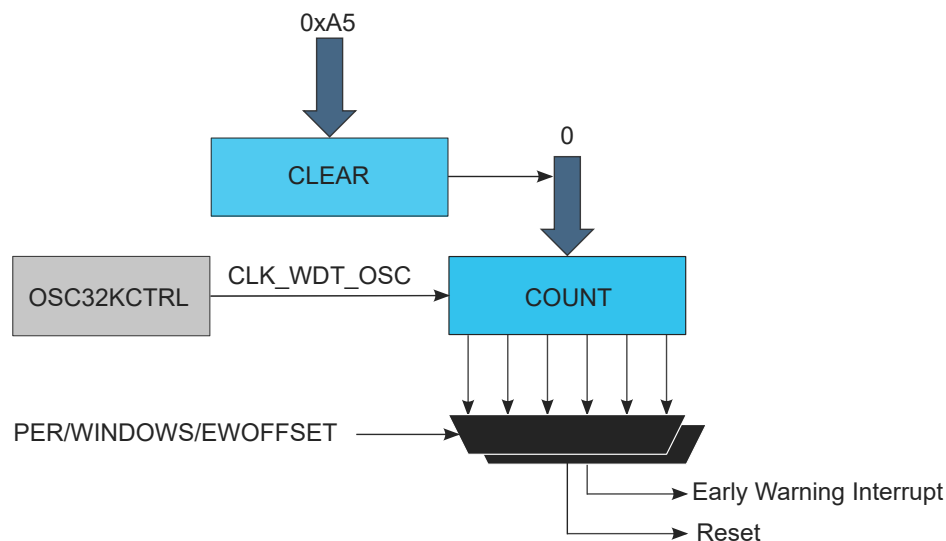 0xA5
0
CLEAR
CLK_WDT_OSC
OSC32KCTRL
COUNT
PER/WINDOWS/EWOFFSET
Early Warning Interrupt
Reset